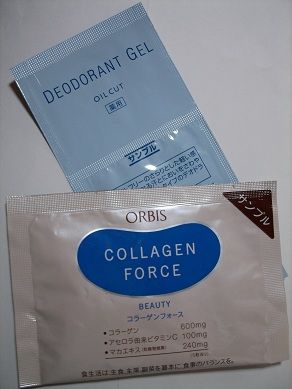 DEODORANT GEL
OILCUT
薬用
サンプル
ORBIS
サンプル
COLLAGEN
FORCE
BEAUTY
コラーゲンフォース
・コラーゲン 600mg
・アセロラ由来ビタミンC 100mg
・マカエキス 240mg
食生活は主食、主菜、副菜を基本に、食事のバランスを。